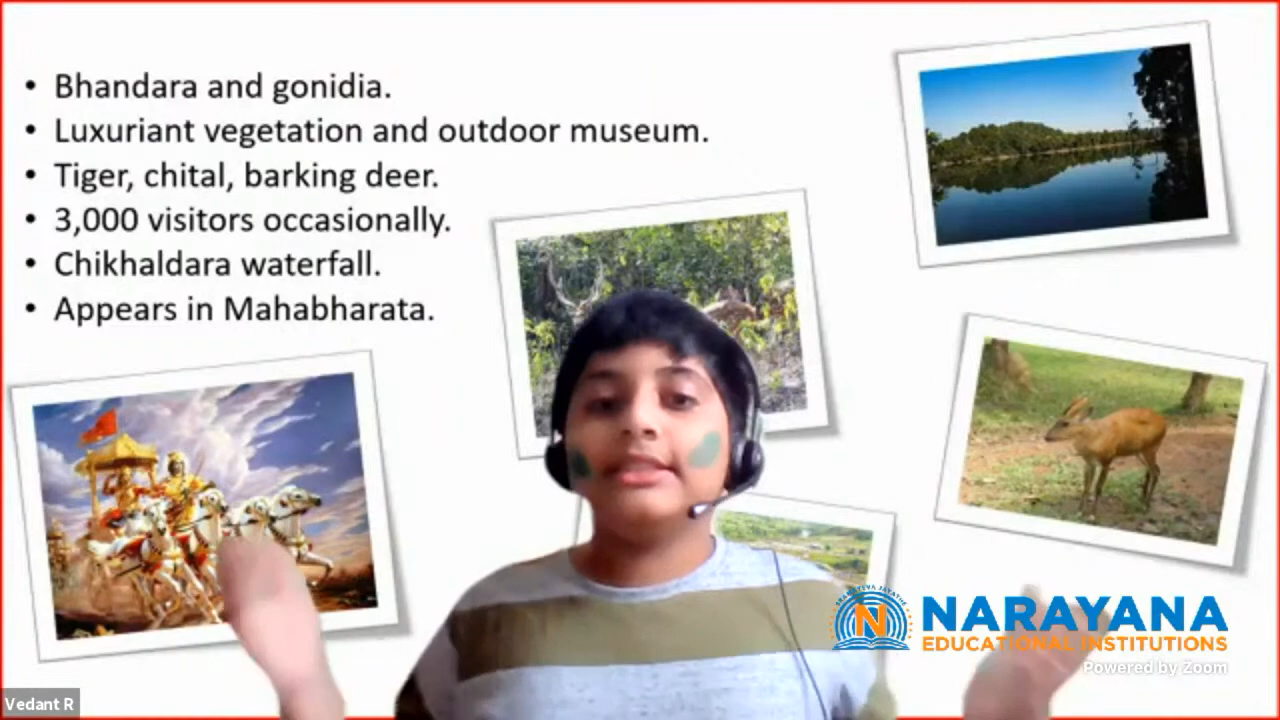 • Bhandara and gonidia.
• Luxuriant vegetation and outdoor museum.
• Tiger, chital, barking deer.
• 3,000 visitors occasionally.
• Chikhaldara waterfall.
• Appears in Mahabharata.
NARAYANA
EDUCATIONAL INSTITUTIONS
Powered by Zoom
Vedant R